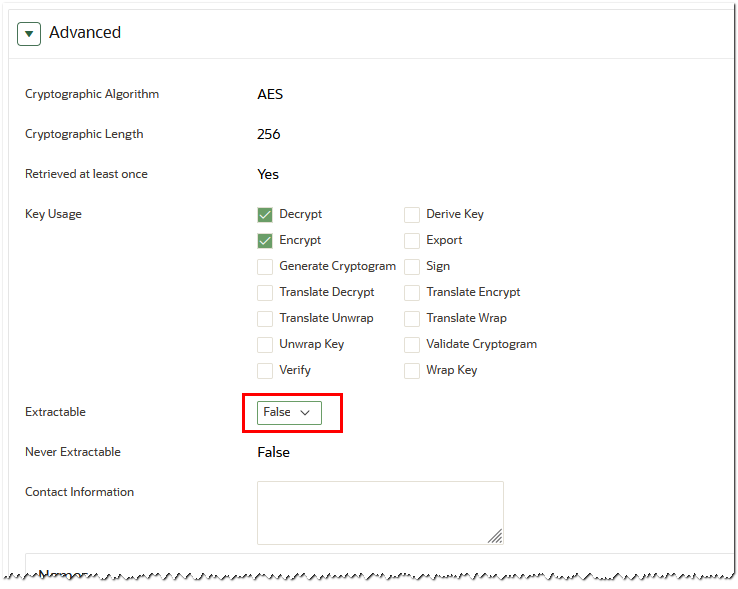 Advanced
Cryptographic Algorithm AES
Cryptographic Length 256
Retrieved at least once Yes
Key Usage Decrypt Derive Key
Encrypt Export
Generate Cryptogram Sign
Translate Decrypt Translate Encrypt
Translate Unwrap Translate Wrap
Unwrap Key Validate Cryptogram
Verify Wrap Key
Extractable False
Never Extractable False
Contact Information